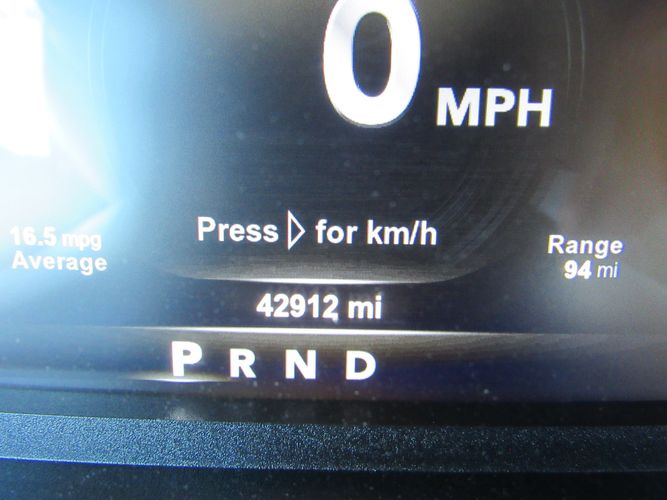 0 MPH
Press ▷ for km/h
16.5 mpg
Average
Range
94 mi
42912 mi
P R N D